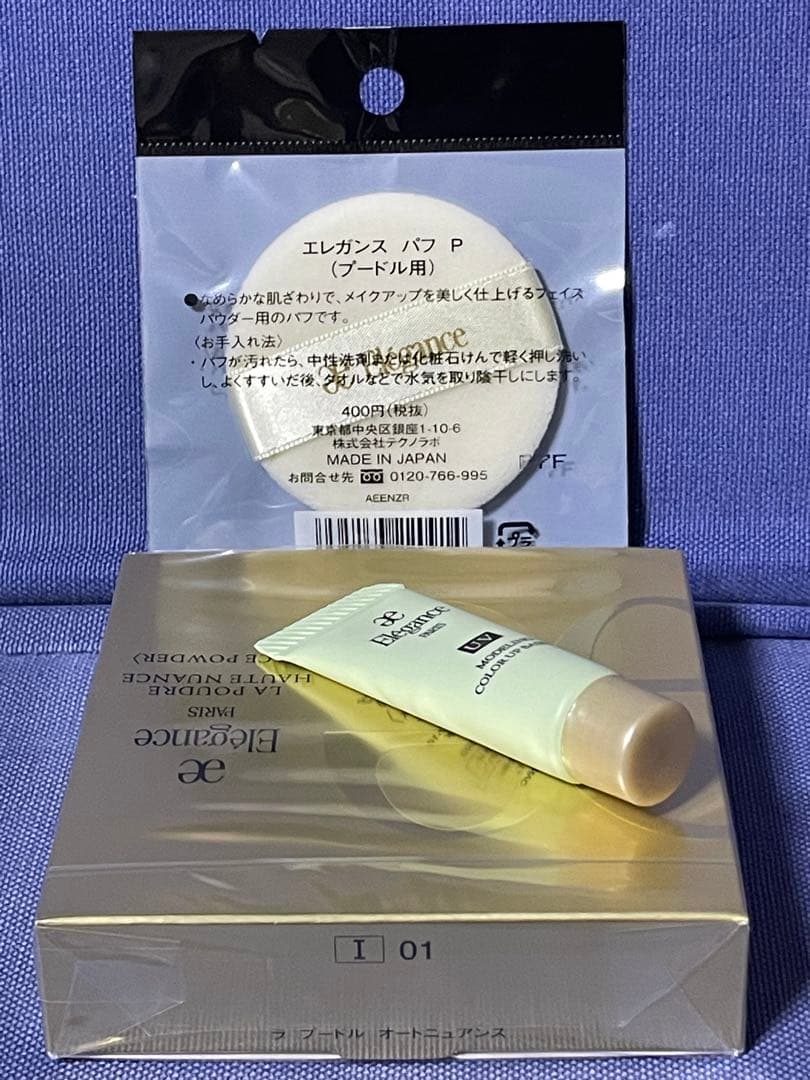 エレガンス パフ P
(プードル用)
●なめらかな肌ざわりで、メイクアップを美しく仕上げるフェイス
パウダー用のパフです。
〈お手入れ法〉
・パフが汚れたら、中性洗剤または化粧石けんで軽く押し洗い
し、よくすすいだ後、タオルなどで水気を取り陰干しにします。
æ Elégance
400円(税抜)
東京都中央区銀座1-10-6
株式会社テクノラボ
MADE IN JAPAN
お問合せ先 0120-766-995
AEENZR
プラ
æ
Elégance
PARIS
UV
COLOR UP
æ
Elégance
PARIS
LA POUDRE
HAUTE NUANCE
POWDER〉
I 01
ラ プードル オートニュアンス